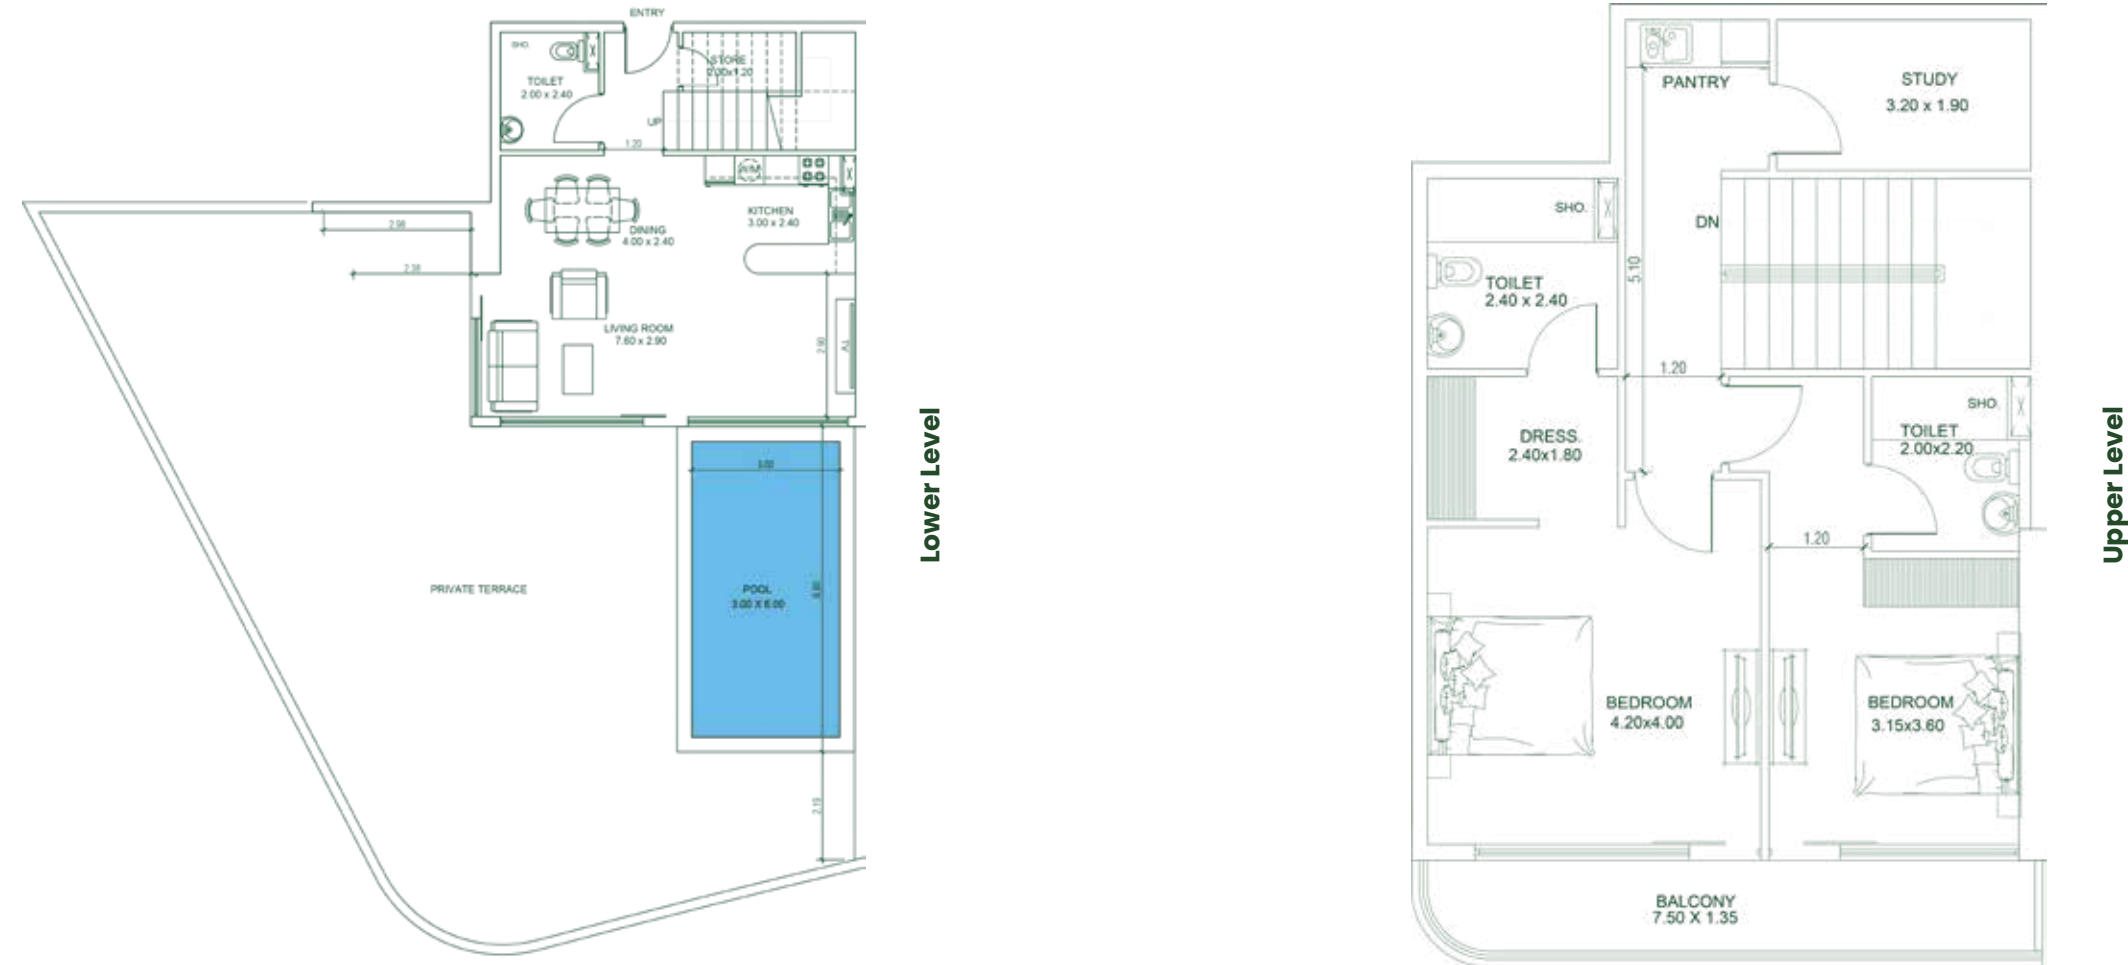 ENTRY
SHO.
TOILET
2.00 x 2.40
STORE
2.30x1.20
UP
1.20
W/M
KITCHEN
3.00 x 2.40
DINING
4.00 x 2.40
2.98
2.38
LIVING ROOM
7.60 x 2.90
2.90
TV
3.00
PRIVATE TERRACE
POOL
3.00 X 6.00
2.19
Lower Level
PANTRY
STUDY
3.20 x 1.90
SHO.
DN
TOILET
2.40 x 2.40
5.10
1.20
DRESS.
2.40x1.80
SHO.
TOILET
2.00x2.20
1.20
BEDROOM
4.20x4.00
BEDROOM
3.15x3.60
BALCONY
7.50 X 1.35
Upper Level